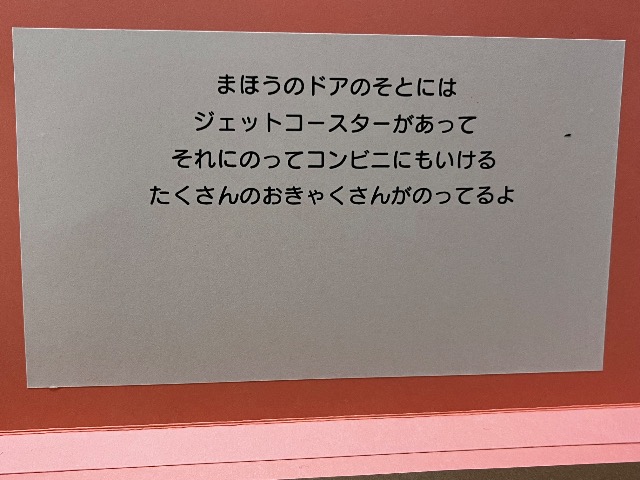 まほうのドアのそとには
ジェットコースターがあって
それにのってコンビニにもいける
たくさんのおきゃくさんがのってるよ